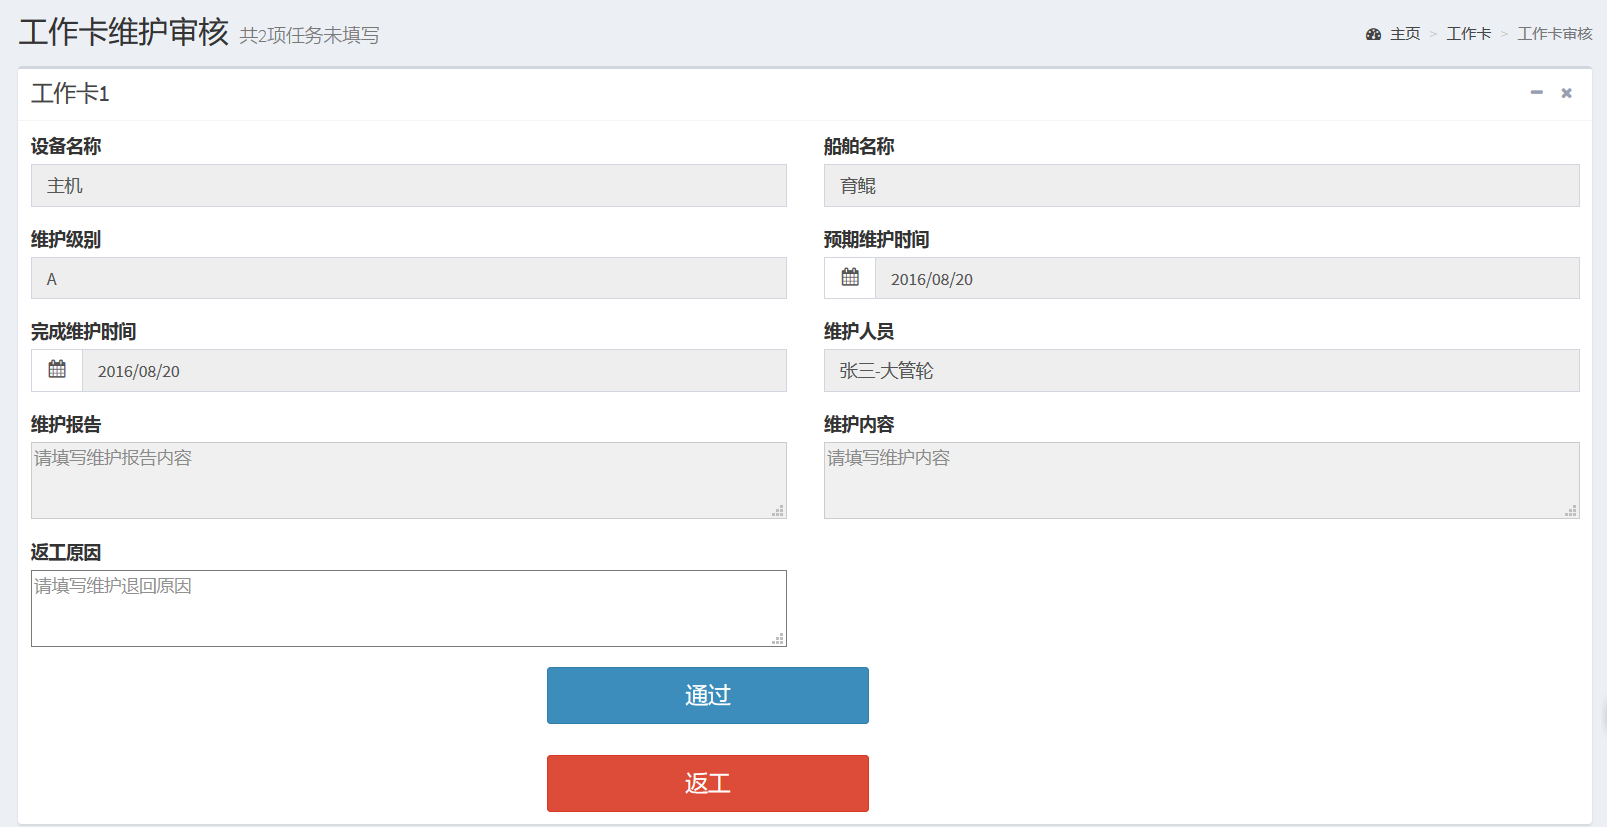 工作卡维护审核 共2项任务未填写
主页 > 工作卡 > 工作卡审核
工作卡1
设备名称
主机
船舶名称
育鲲
维护级别
A
预期维护时间
2016/08/20
完成维护时间
2016/08/20
维护人员
张三-大管轮
维护报告
请填写维护报告内容
维护内容
请填写维护内容
返工原因
请填写维护退回原因
通过
返工